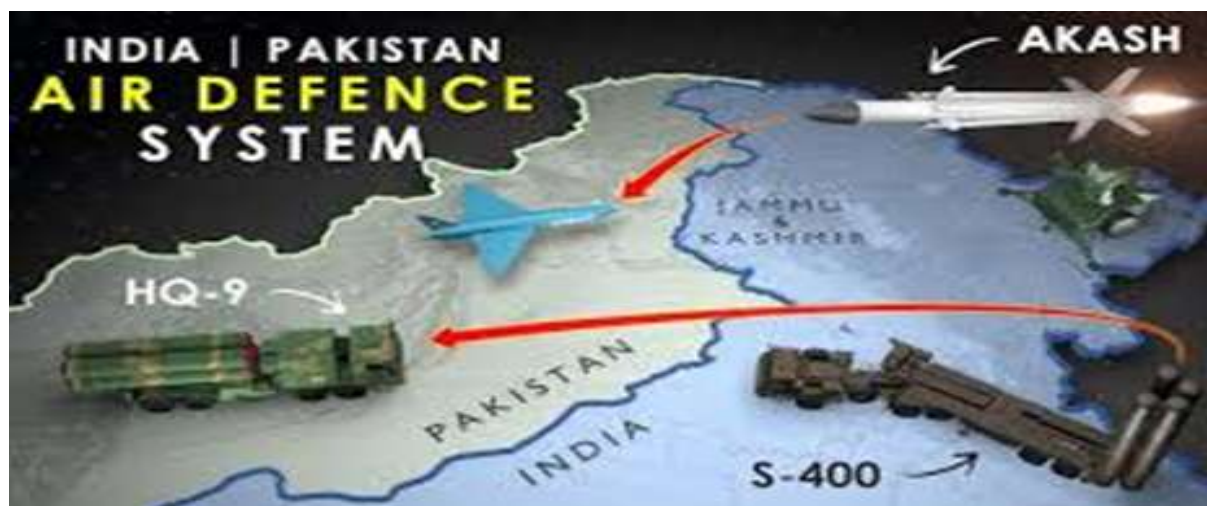 INDIA | PAKISTAN
AIR DEFENCE
SYSTEM
AKASH
JAMMU
&
KASHMIR
HQ-9
PAKISTAN
INDIA
S-400